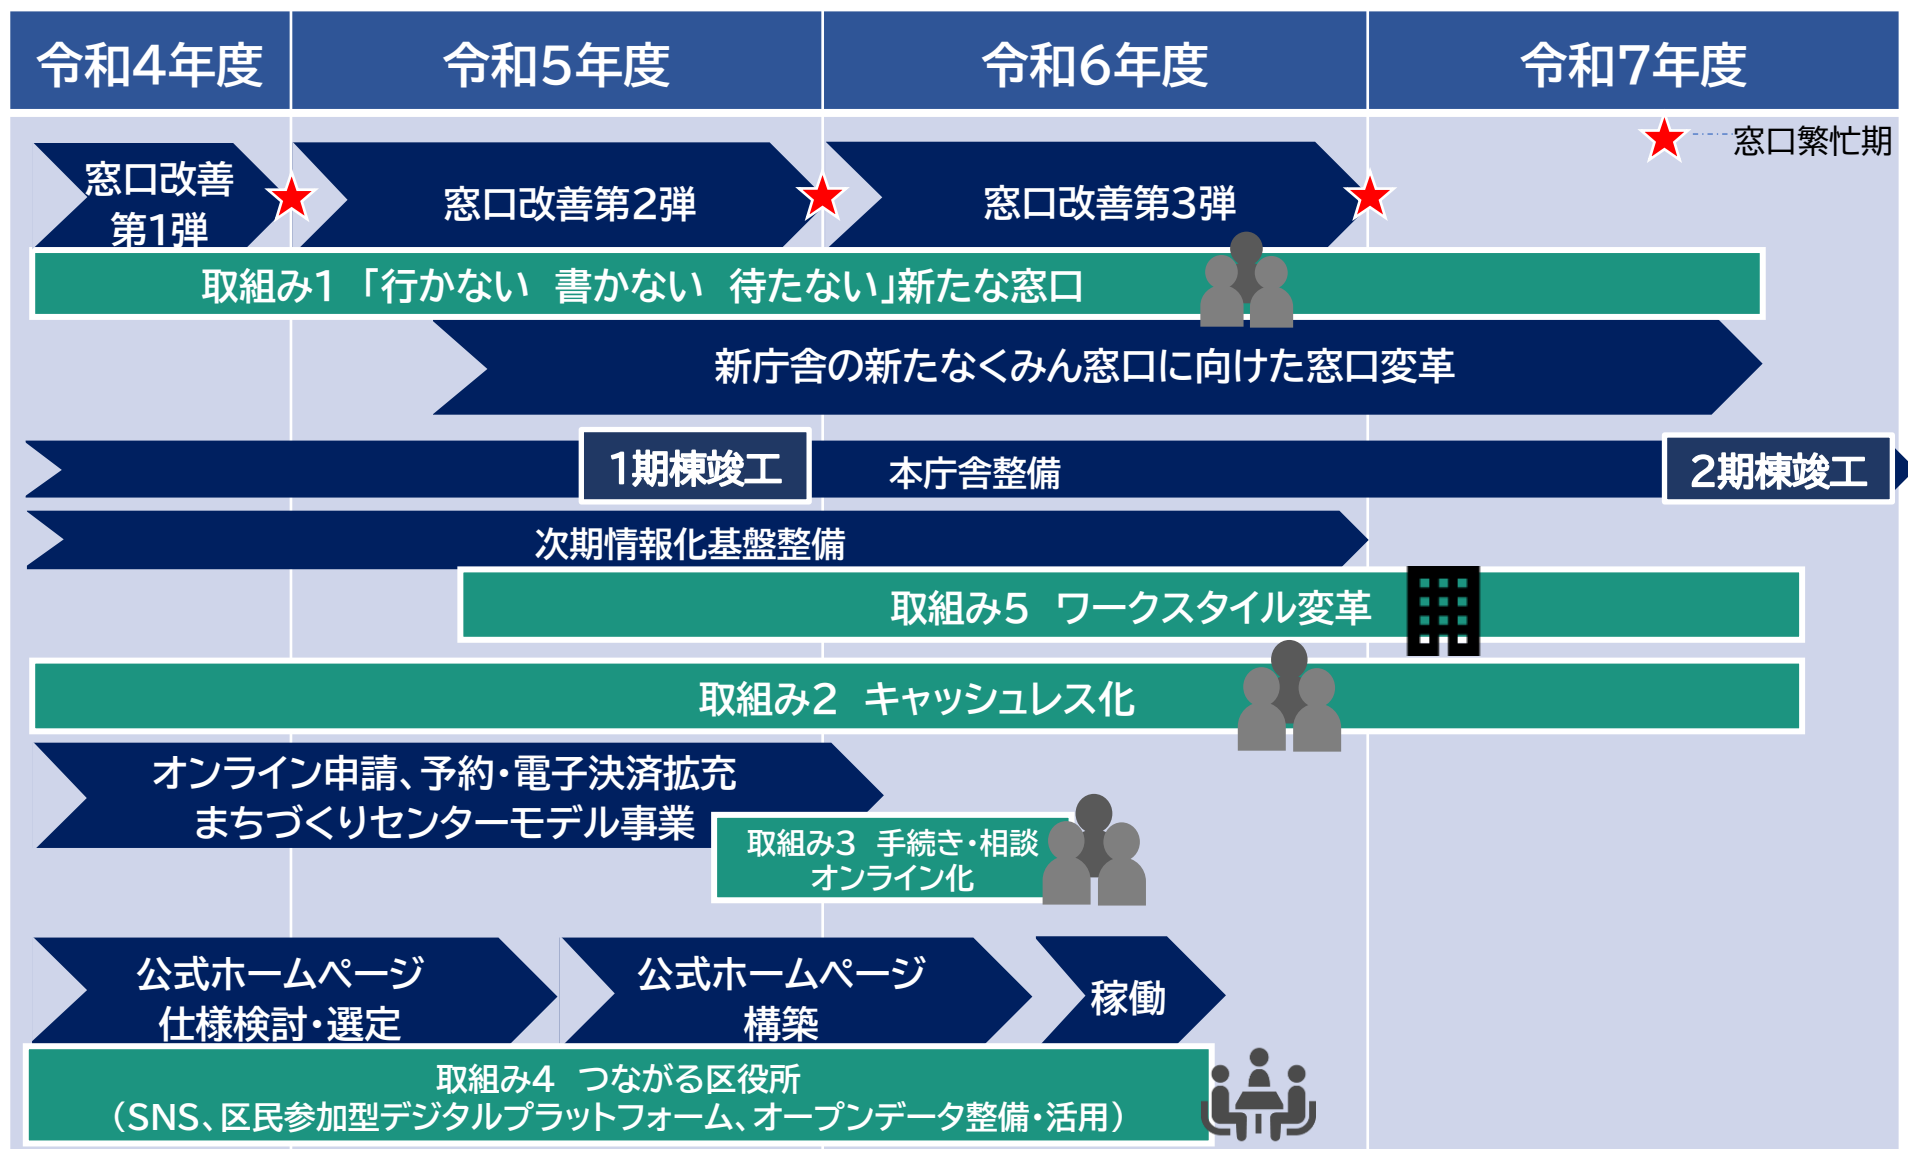 令和4年度
令和5年度
令和6年度
令和7年度
窓口繁忙期
窓口改善
第1弾
窓口改善第2弾
窓口改善第3弾
取組み1 「行かない 書かない 待たない」新たな窓口
新庁舎の新たなくみん窓口に向けた窓口変革
1期棟竣工
本庁舎整備
2期棟竣工
次期情報化基盤整備
取組み5 ワークスタイル変革
取組み2 キャッシュレス化
オンライン申請、予約・電子決済拡充
まちづくりセンターモデル事業
取組み3 手続き・相談
オンライン化
公式ホームページ
仕様検討・選定
公式ホームページ
構築
稼働
取組み4 つながる区役所
（SNS、区民参加型デジタルプラットフォーム、オープンデータ整備・活用）